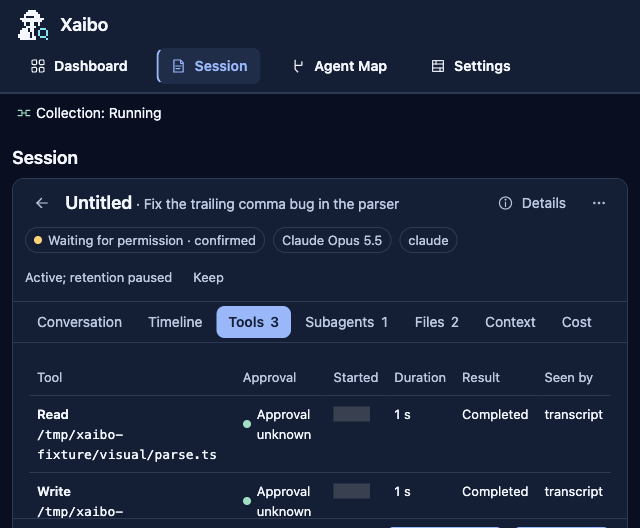 Xaibo
Dashboard Session Agent Map Settings
Collection: Running
Session
Untitled · Fix the trailing comma bug in the parser Details ···
Waiting for permission · confirmed Claude Opus 5.5 claude
Active; retention paused Keep
Conversation Timeline Tools 3 Subagents 1 Files 2 Context Cost
Tool Approval Started Duration Result Seen by
Read Approval 1 s Completed transcript
/tmp/xaibo- unknown
fixture/visual/parse.ts
Write Approval 1 s Completed transcript
/tmp/xaibo- unknown